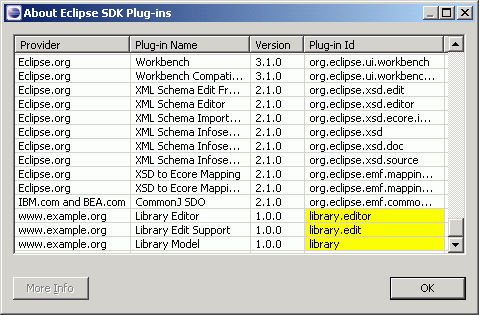 About Eclipse SDK Plug-ins
Provider Plug-in Name Version Plug-in Id
Eclipse.org Workbench 3.1.0 org.eclipse.ui.workbench
Eclipse.org Workbench Compati... 3.1.0 org.eclipse.ui.workbenc...
Eclipse.org XML Schema Edit Fr... 2.1.0 org.eclipse.xsd.edit
Eclipse.org XML Schema Editor 2.1.0 org.eclipse.xsd.editor
Eclipse.org XML Schema Import... 2.1.0 org.eclipse.xsd.ecore.i...
Eclipse.org XML Schema Infose... 2.1.0 org.eclipse.xsd
Eclipse.org XML Schema Infose... 2.1.0 org.eclipse.xsd.doc
Eclipse.org XML Schema Infose... 2.1.0 org.eclipse.xsd.source
Eclipse.org XSD to Ecore Mapping 2.1.0 org.eclipse.emf.mappin...
Eclipse.org XSD to Ecore Mappi... 2.1.0 org.eclipse.emf.mappin...
IBM.com and BEA.com CommonJ SDO 2.1.0 org.eclipse.emf.commo...
www.example.org Library Editor 1.0.0 library.editor
www.example.org Library Edit Support 1.0.0 library.edit
www.example.org Library Model 1.0.0 library
More Info OK